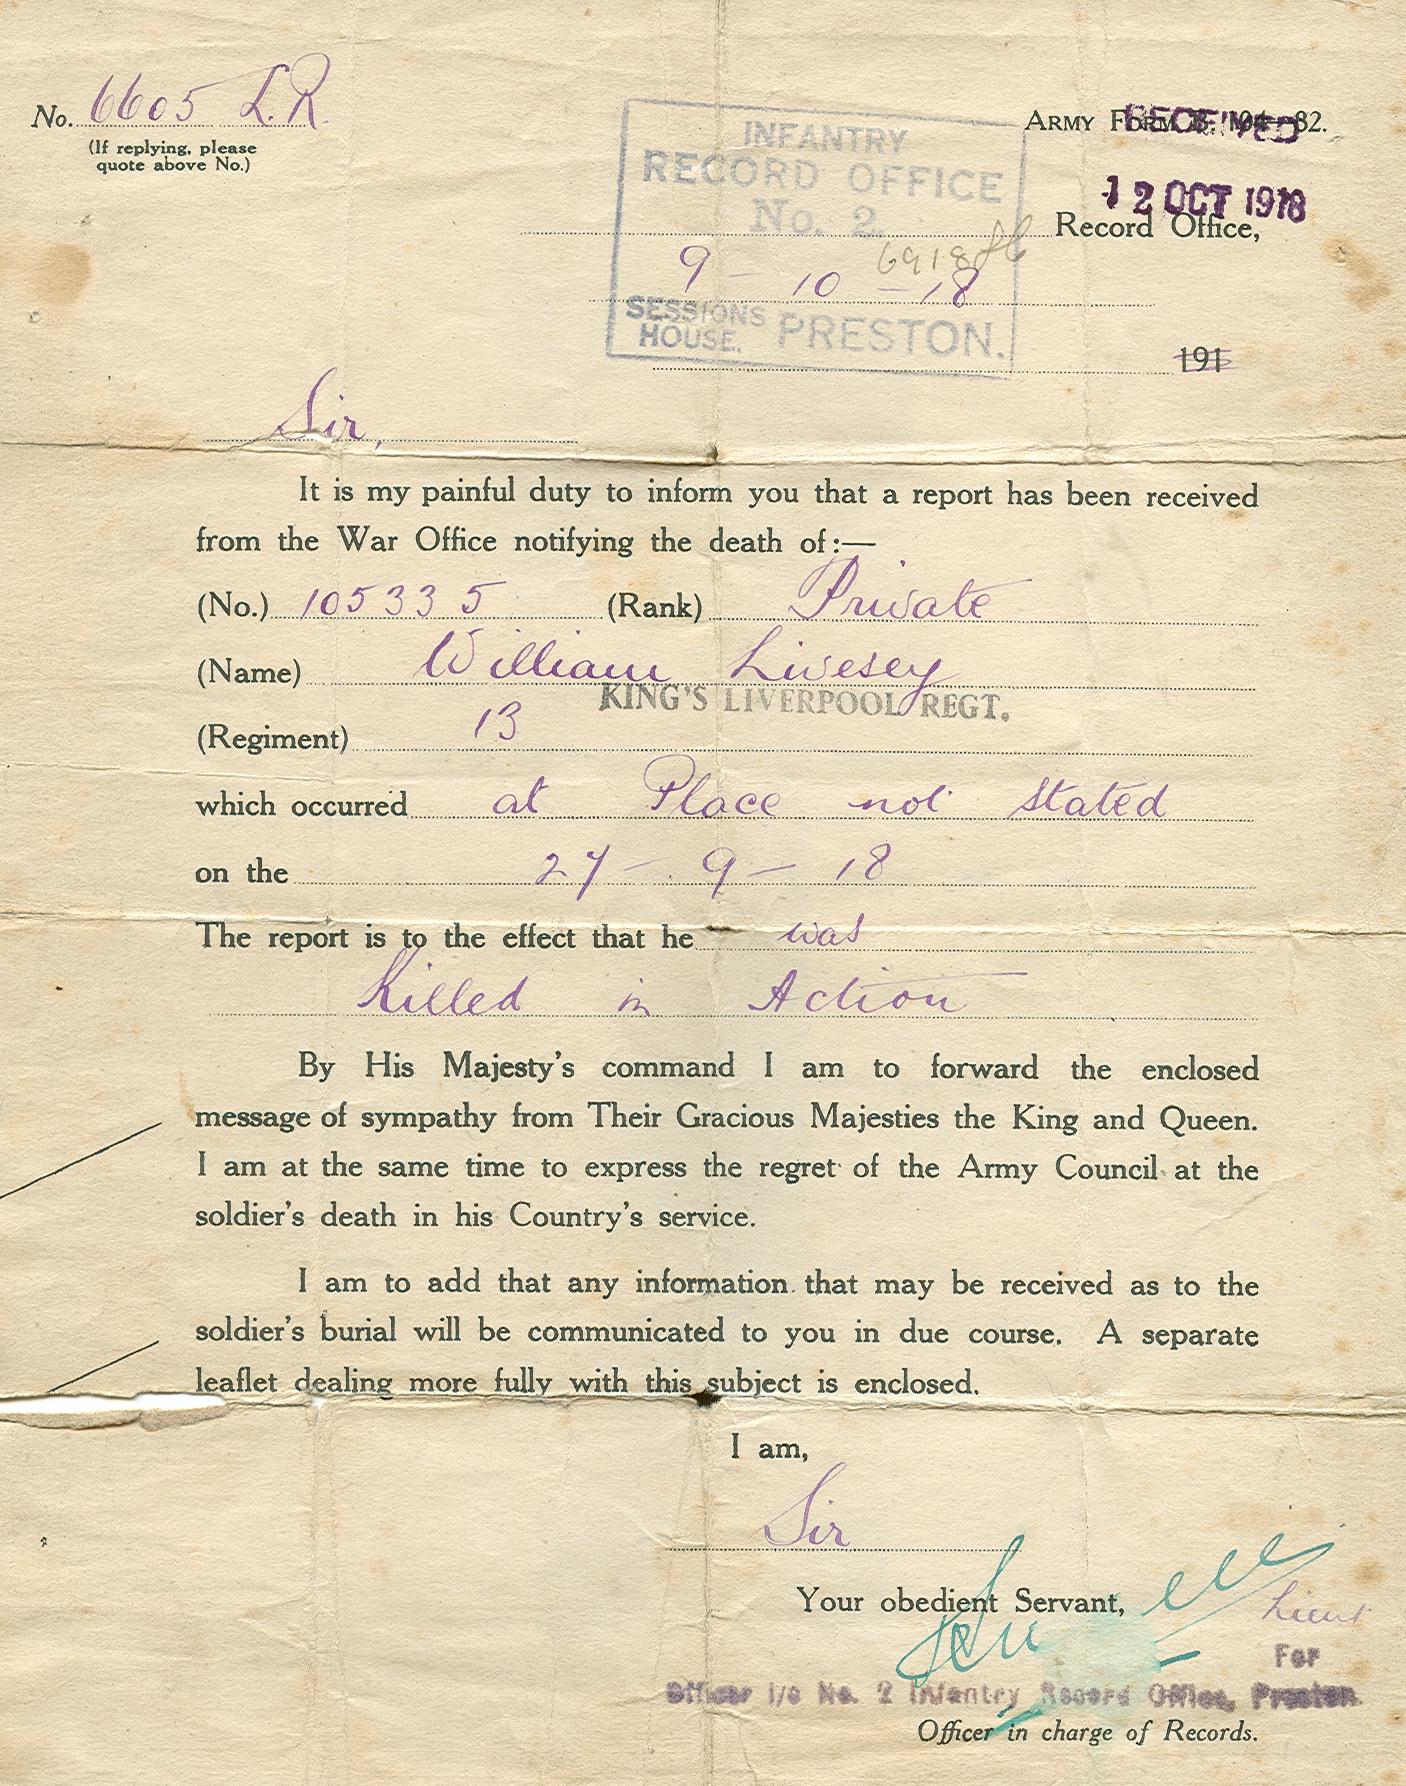 No. 6605 L.R.
(If replying, please
quote above No.)
ARMY FORM B. 104—82.
RECEIVED
12 OCT 1918
INFANTRY
RECORD OFFICE
No. 2.
Record Office,
9 - 10 - 18
SESSIONS
HOUSE, PRESTON.
191
Sir,
It is my painful duty to inform you that a report has been received
from the War Office notifying the death of:—
(No.) 105335 (Rank) Private
(Name) William Livesey
KING'S LIVERPOOL REGT.
(Regiment) 13
which occurred at Place not stated
on the 27 - 9 - 18
The report is to the effect that he was
Killed in Action
By His Majesty's command I am to forward the enclosed
message of sympathy from Their Gracious Majesties the King and Queen.
I am at the same time to express the regret of the Army Council at the
soldier's death in his Country's service.
I am to add that any information that may be received as to the
soldier's burial will be communicated to you in due course. A separate
leaflet dealing more fully with this subject is enclosed.
I am,
Sir
Your obedient Servant,
Lieut
For
Officer i/c No. 2 Infantry Record Office, Preston.
Officer in charge of Records.